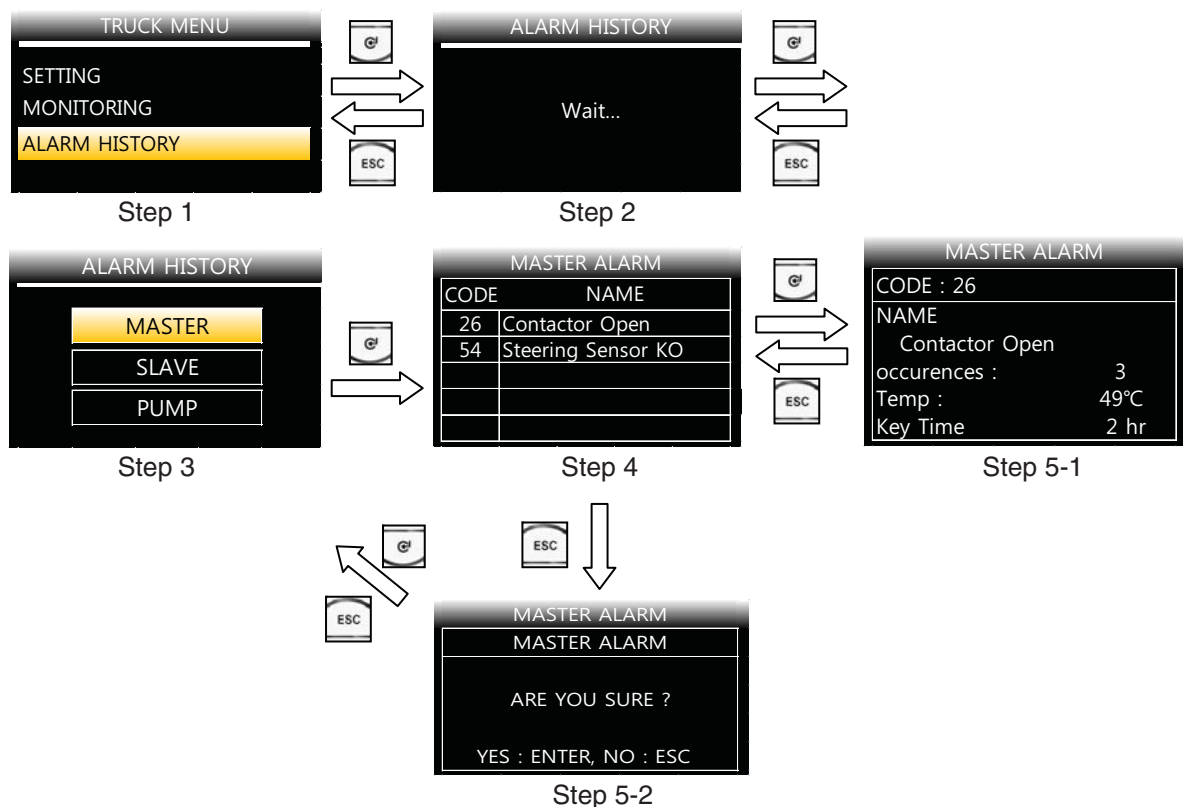 TRUCK MENU
SETTING
MONITORING
ALARM HISTORY
Step 1
ESC
ALARM HISTORY
Wait...
Step 2
ESC
ALARM HISTORY
MASTER
SLAVE
PUMP
Step 3
MASTER ALARM
CODE NAME
26 Contactor Open
54 Steering Sensor KO
Step 4
ESC
MASTER ALARM
CODE : 26
NAME
Contactor Open
occurences : 3
Temp : 49℃
Key Time 2 hr
Step 5-1
ESC
ESC
MASTER ALARM
MASTER ALARM
ARE YOU SURE ?
YES : ENTER, NO : ESC
Step 5-2